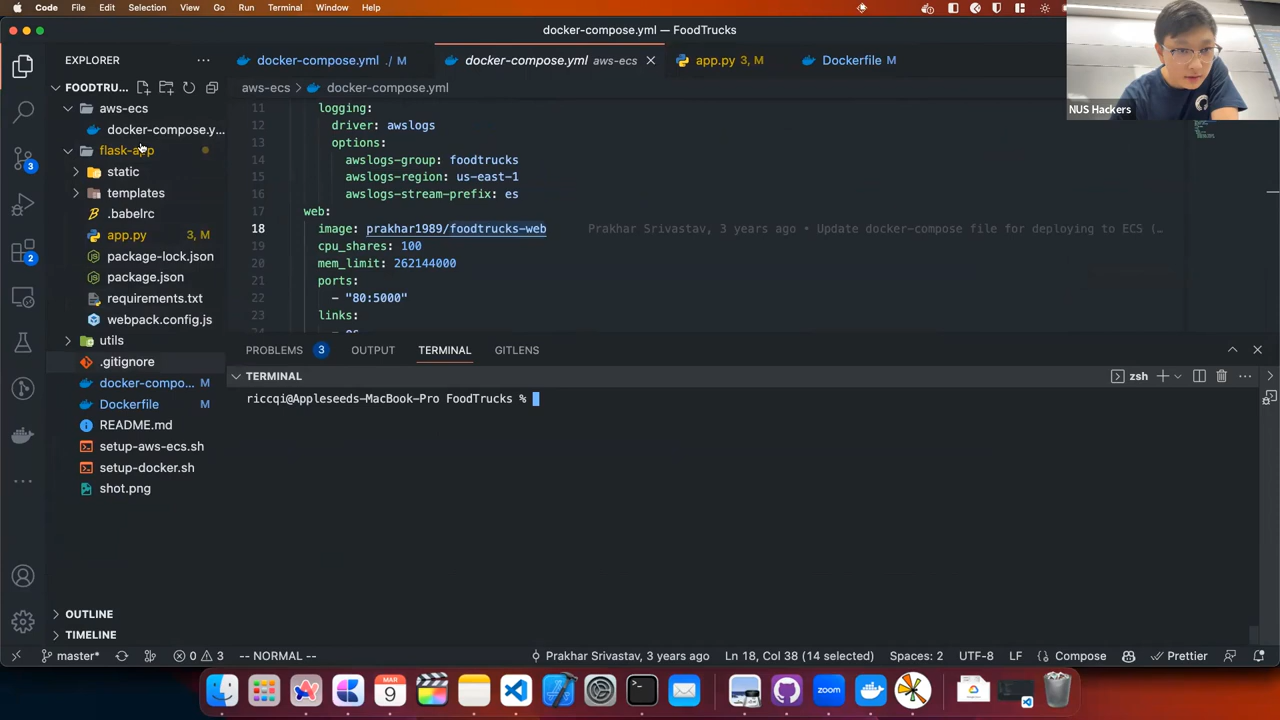 Code File Edit Selection View Go Run Terminal Window Help
docker-compose.yml — FoodTrucks
EXPLORER
docker-compose.yml ./ M
docker-compose.yml aws-ecs
app.py 3, M
Dockerfile M
FOODTRU...
aws-ecs > docker-compose.yml
aws-ecs
docker-compose.y...
flask-app
static
templates
.babelrc
app.py 3, M
package-lock.json
package.json
requirements.txt
webpack.config.js
utils
.gitignore
docker-compo... M
Dockerfile M
README.md
setup-aws-ecs.sh
setup-docker.sh
shot.png
OUTLINE
TIMELINE
3
2
11 logging:
12 driver: awslogs
13 options:
14 awslogs-group: foodtrucks
15 awslogs-region: us-east-1
16 awslogs-stream-prefix: es
17 web:
18 image: prakhar1989/foodtrucks-web Prakhar Srivastav, 3 years ago • Update docker-compose file for deploying to ECS (…
19 cpu_shares: 100
20 mem_limit: 262144000
21 ports:
22 - "80:5000"
23 links:
NUS Hackers
PROBLEMS 3 OUTPUT TERMINAL GITLENS
TERMINAL
zsh
riccqi@Appleseeds-MacBook-Pro FoodTrucks %
master* 0 3 -- NORMAL -- Prakhar Srivastav, 3 years ago Ln 18, Col 38 (14 selected) Spaces: 2 UTF-8 LF Compose Prettier
MAR
9
zoom